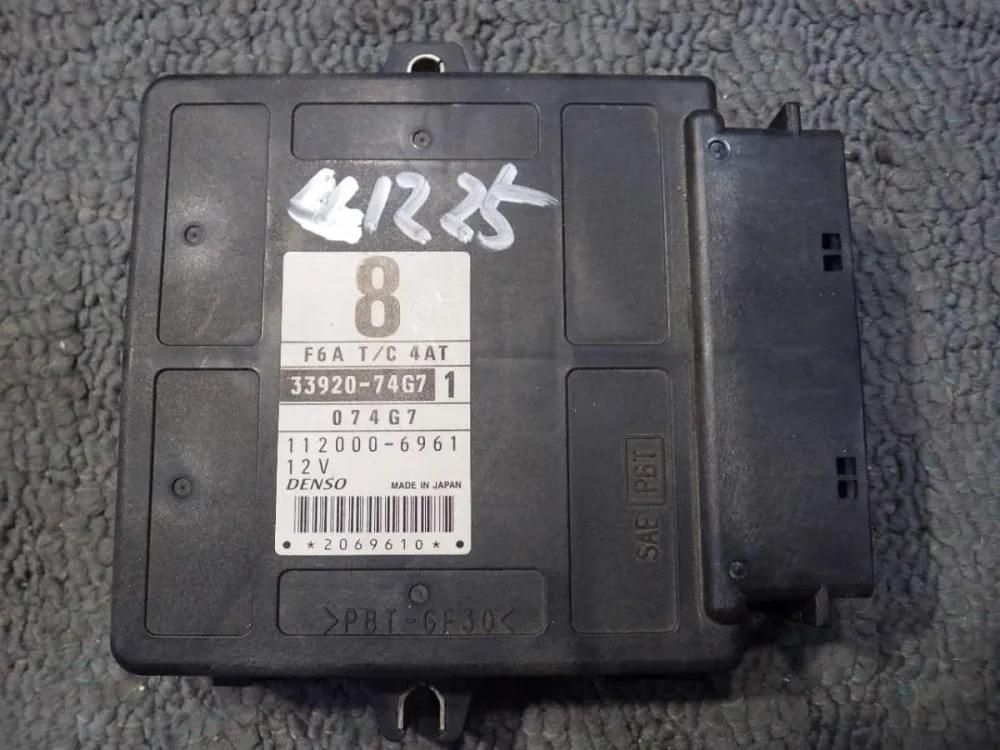 1225
8
F6A T/C 4AT
33920-74G7 1
074G7
112000-6961
12V
DENSO MADE IN JAPAN
*2069610*
SAE PBT
>PBT-GF30<